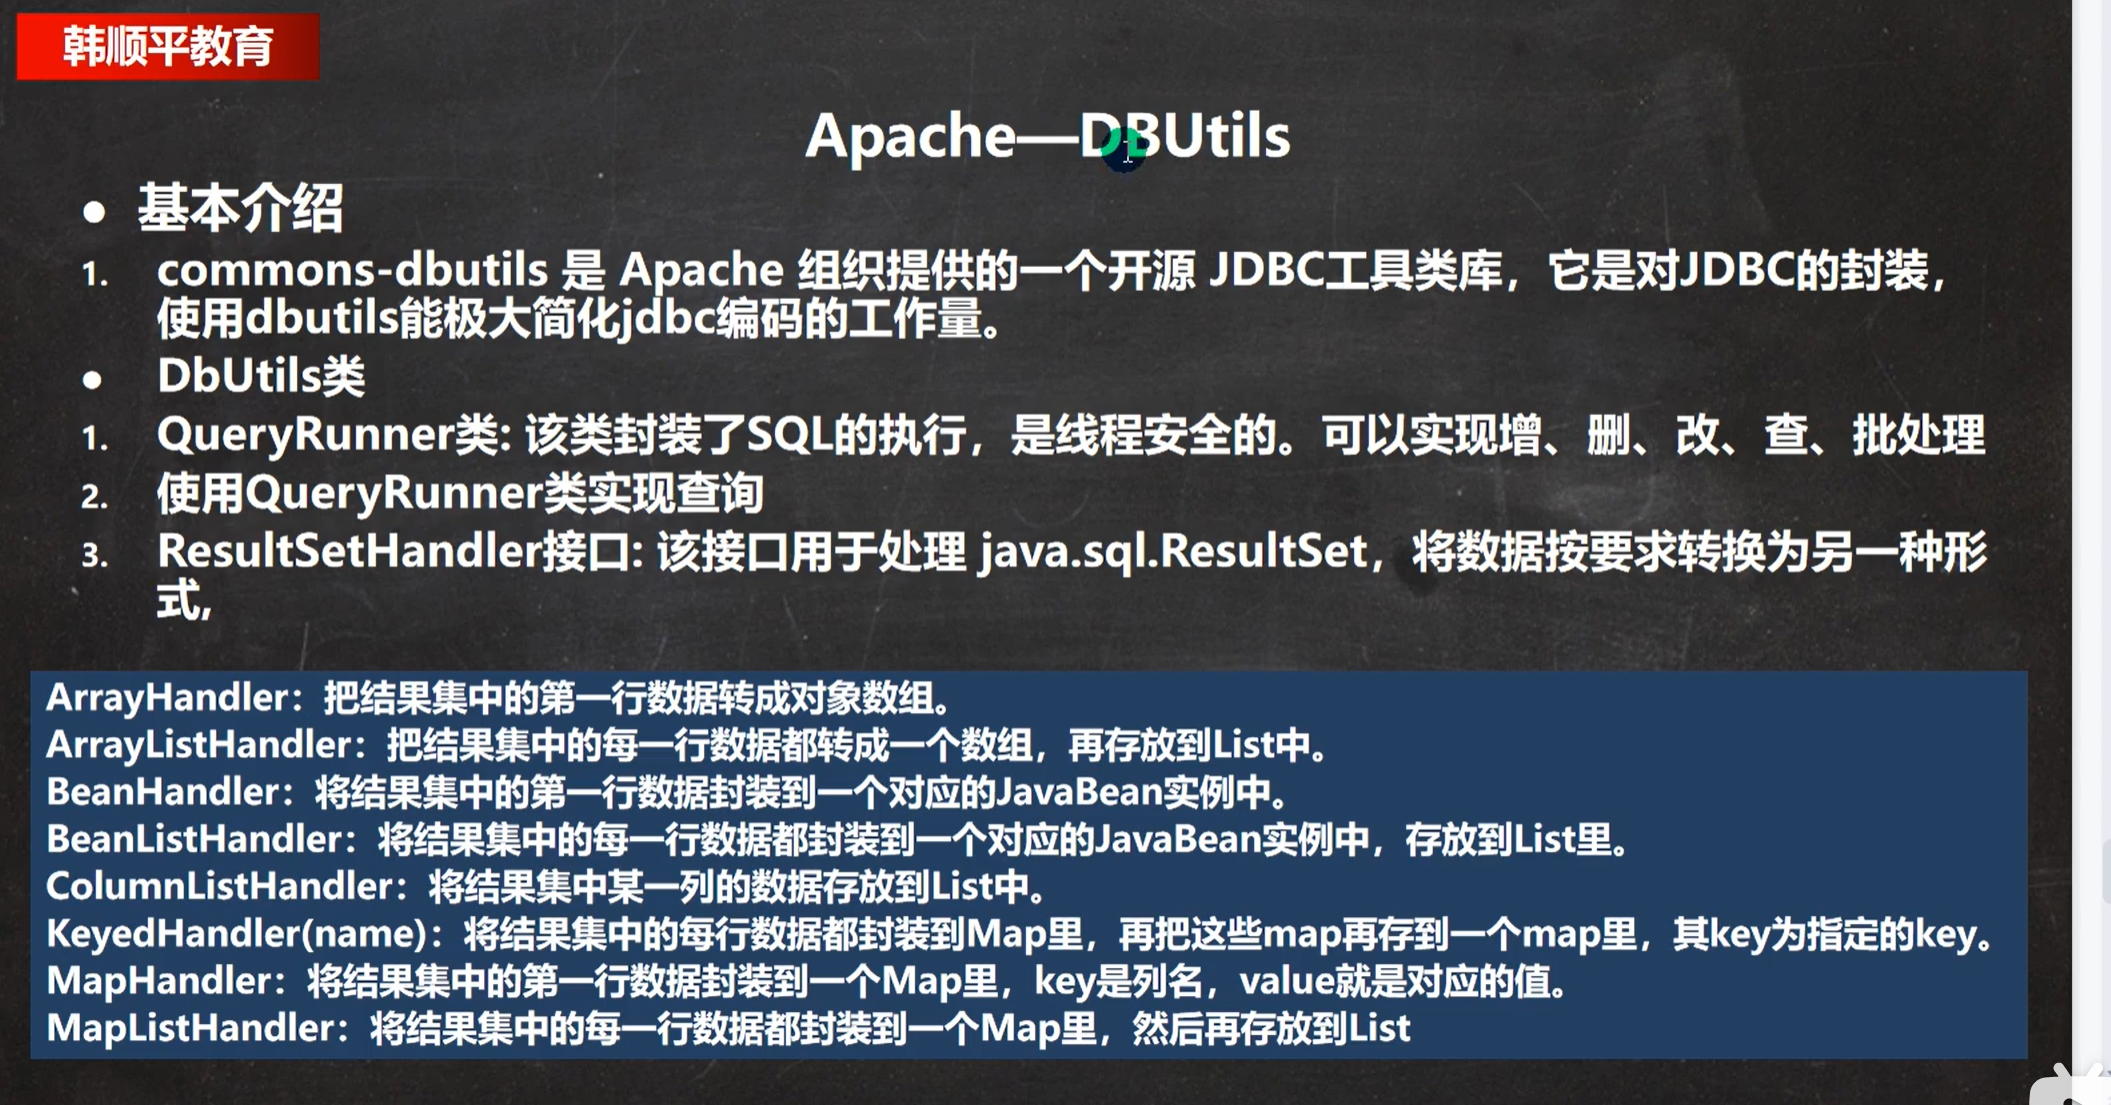 韩顺平教育
Apache—DBUtils
● 基本介绍
1. commons-dbutils 是 Apache 组织提供的一个开源 JDBC工具类库，它是对JDBC的封装，
使用dbutils能极大简化jdbc编码的工作量。
● DbUtils类
1. QueryRunner类: 该类封装了SQL的执行，是线程安全的。可以实现增、删、改、查、批处理
2. 使用QueryRunner类实现查询
3. ResultSetHandler接口: 该接口用于处理 java.sql.ResultSet，将数据按要求转换为另一种形
式,
ArrayHandler：把结果集中的第一行数据转成对象数组。
ArrayListHandler：把结果集中的每一行数据都转成一个数组，再存放到List中。
BeanHandler：将结果集中的第一行数据封装到一个对应的JavaBean实例中。
BeanListHandler：将结果集中的每一行数据都封装到一个对应的JavaBean实例中，存放到List里。
ColumnListHandler：将结果集中某一列的数据存放到List中。
KeyedHandler(name)：将结果集中的每行数据都封装到Map里，再把这些map再存到一个map里，其key为指定的key。
MapHandler：将结果集中的第一行数据封装到一个Map里，key是列名，value就是对应的值。
MapListHandler：将结果集中的每一行数据都封装到一个Map里，然后再存放到List